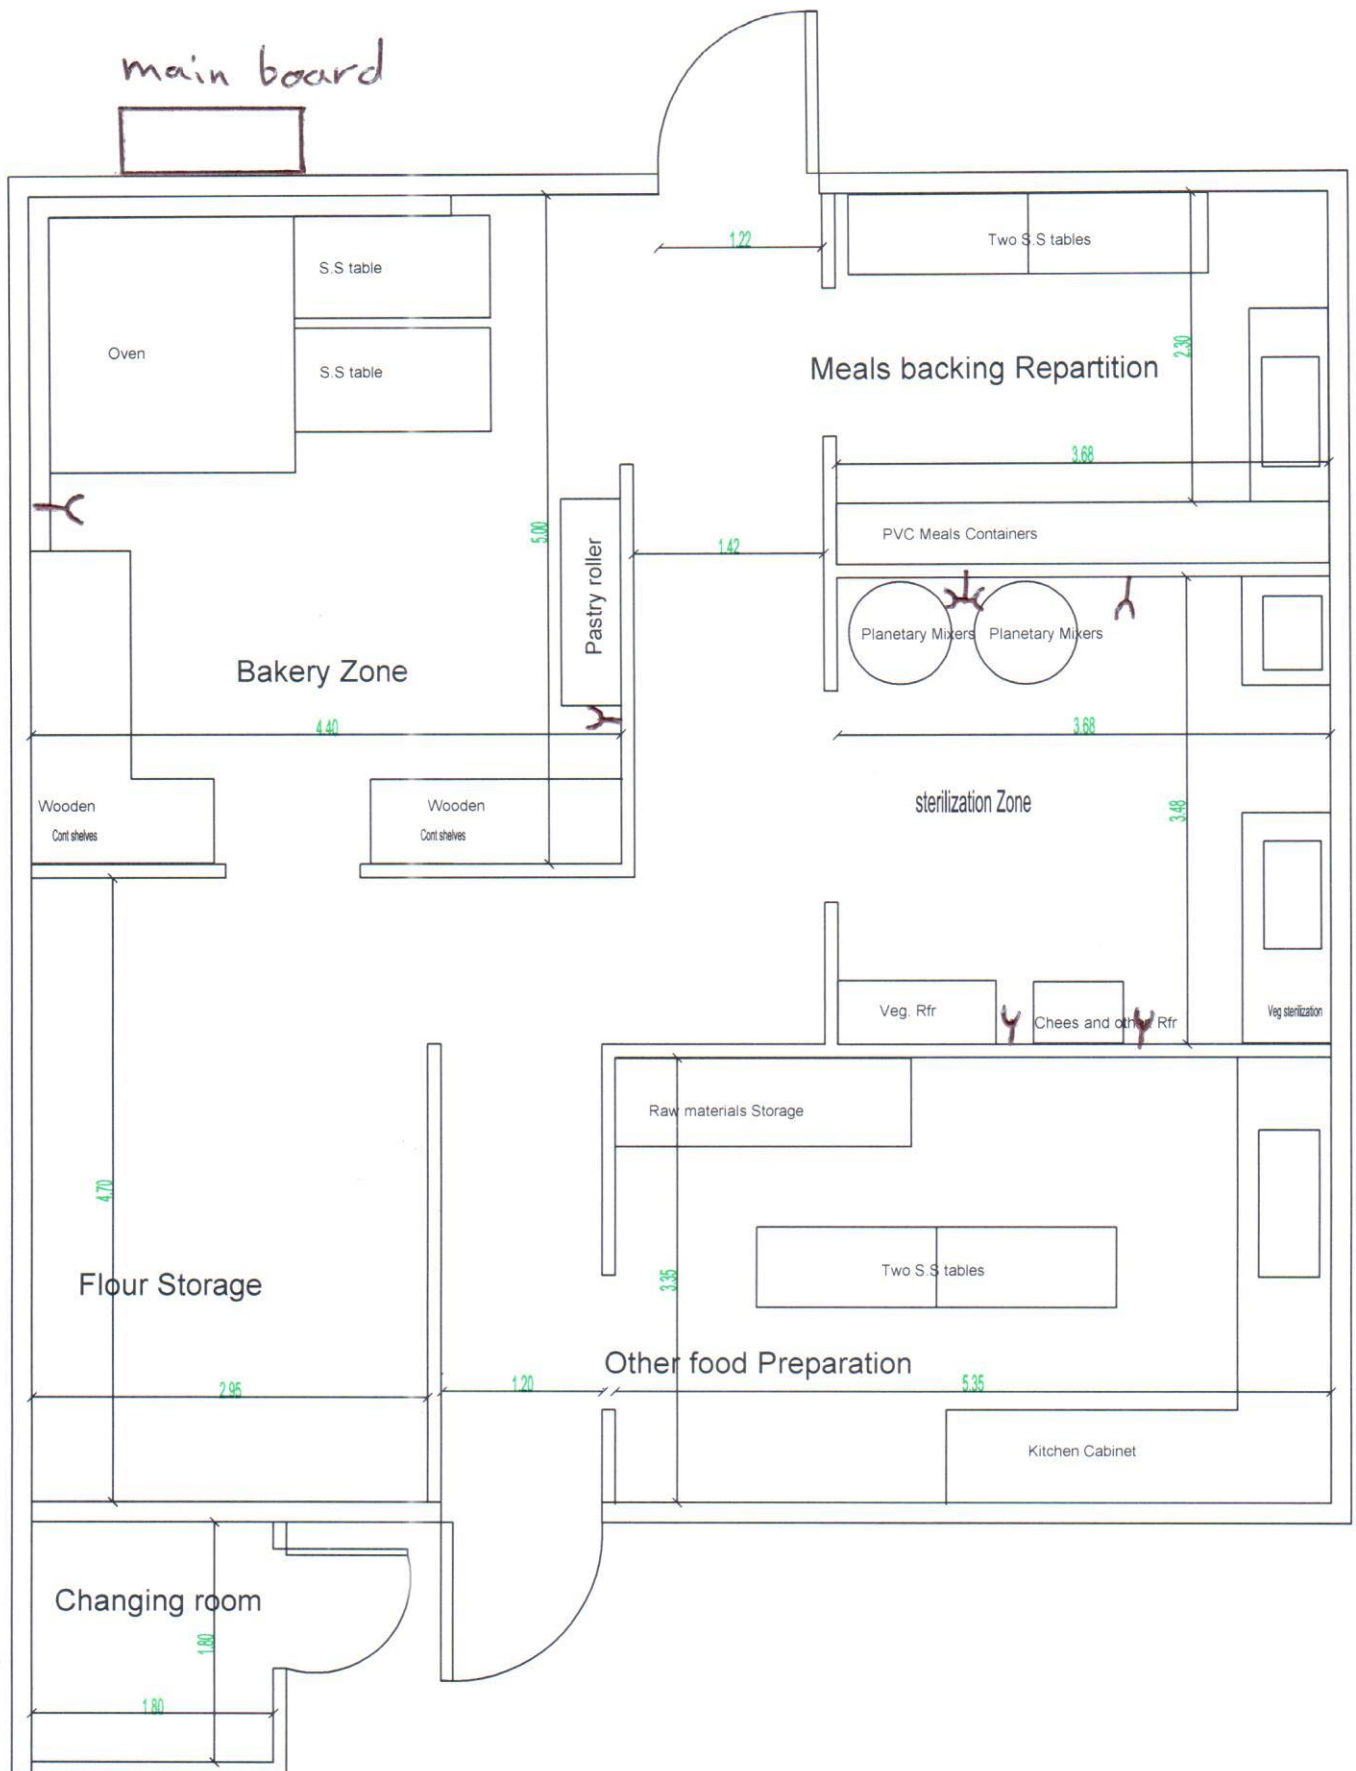 main board
1.22
Two S.S tables
S.S table
Oven
S.S table
2.30
Meals backing Repartition
3.68
5.00
1.42
PVC Meals Containers
Pastry roller
Planetary Mixers
Planetary Mixers
Bakery Zone
4.40
3.68
Wooden
Cont shelves
Wooden
Cont shelves
sterilization Zone
3.48
Veg. Rfr
Chees and other Rfr
Veg sterilization
Raw materials Storage
4.70
Flour Storage
3.35
Two S.S tables
Other food Preparation
2.95
1.20
5.35
Kitchen Cabinet
Changing room
1.80
1.80